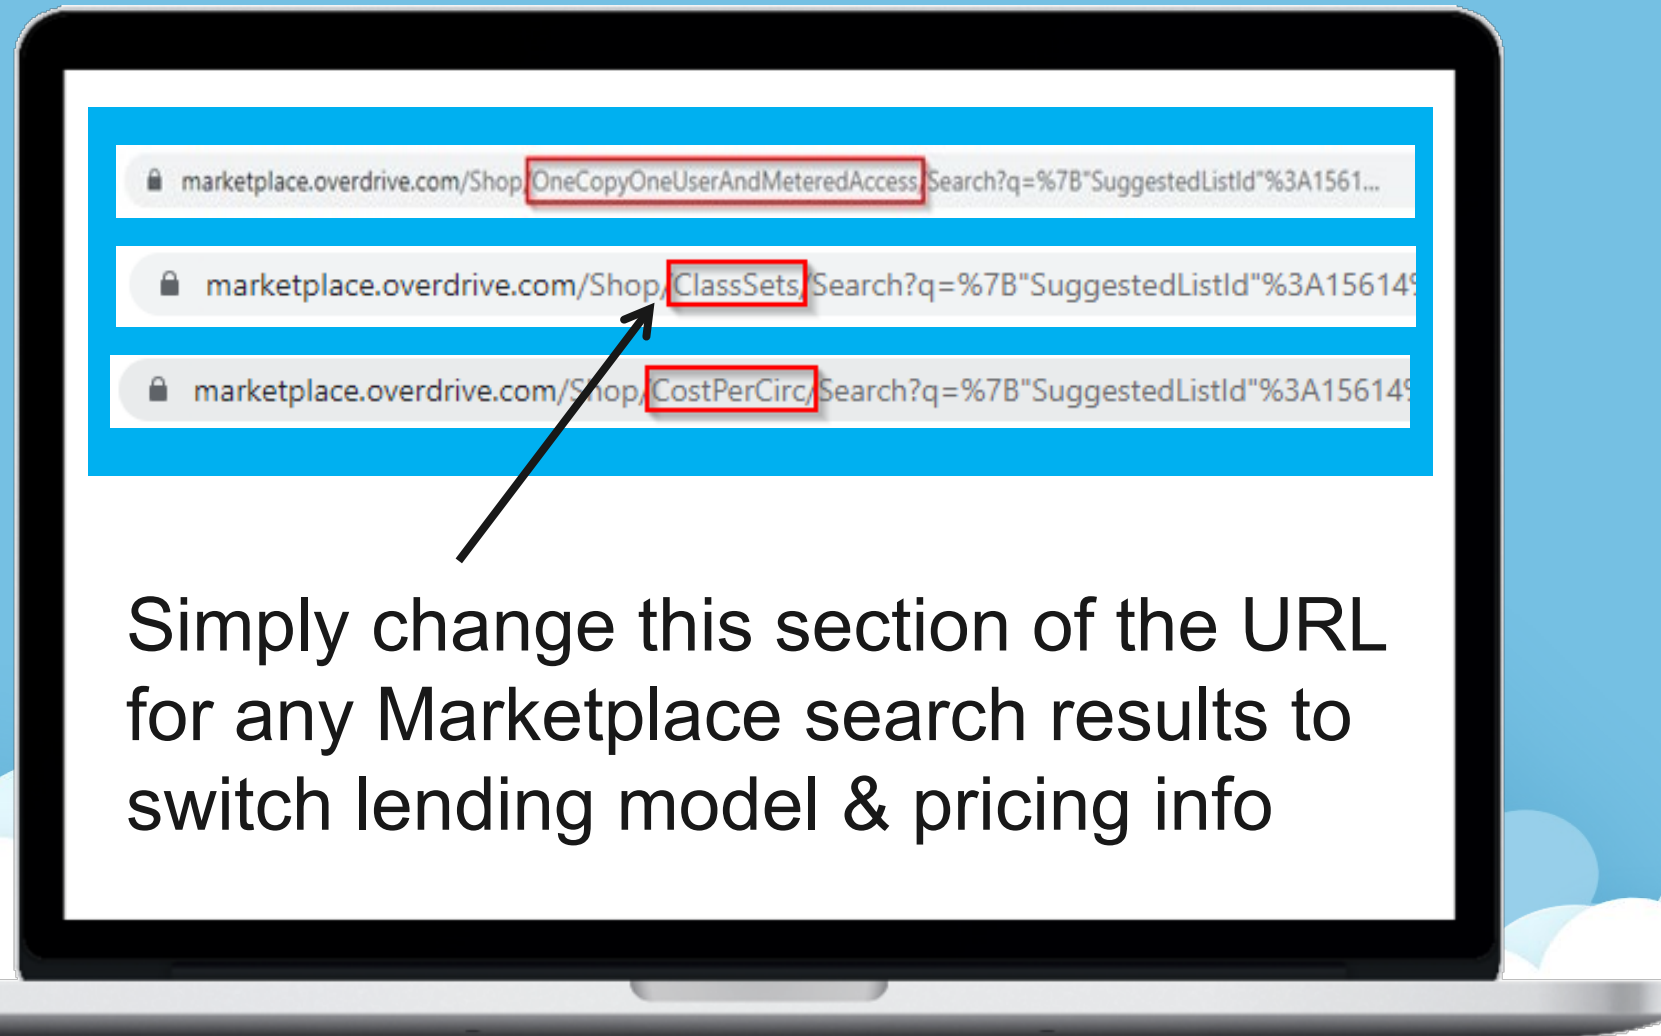 marketplace.overdrive.com/Shop/OneCopyOneUserAndMeteredAccess/Search?q=%7B"SuggestedListId"%3A1561...
marketplace.overdrive.com/Shop/ClassSets/Search?q=%7B"SuggestedListId"%3A15614%
marketplace.overdrive.com/Shop/CostPerCirc/Search?q=%7B"SuggestedListId"%3A15614%
Simply change this section of the URL
for any Marketplace search results to
switch lending model & pricing info